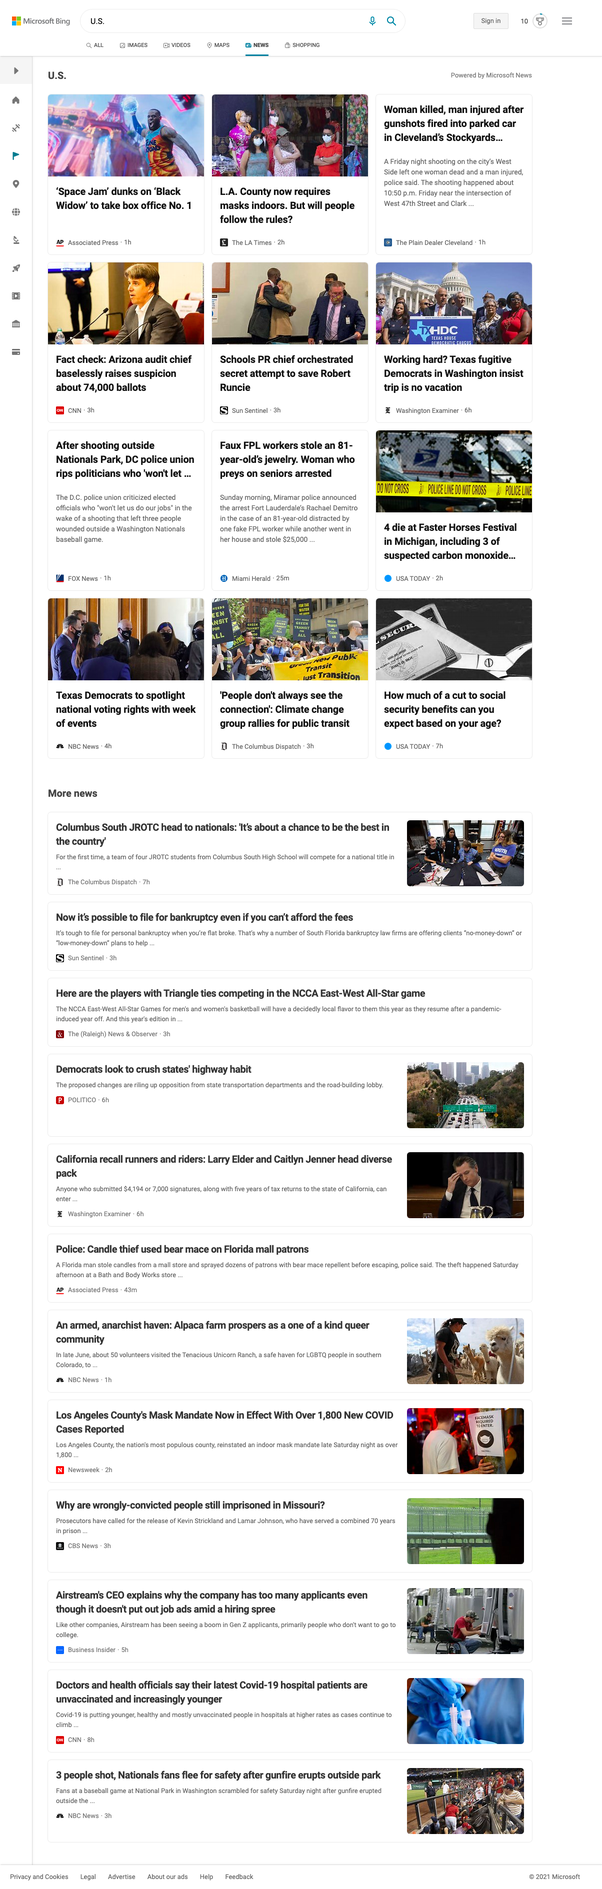 Microsoft Bing
U.S.
Sign in
10
ALL
IMAGES
VIDEOS
MAPS
NEWS
SHOPPING
U.S.
Powered by Microsoft News
'Space Jam' dunks on 'Black
Widow' to take box office No. 1
AP Associated Press · 1h
L.A. County now requires
masks indoors. But will people
follow the rules?
The LA Times · 2h
Woman killed, man injured after
gunshots fired into parked car
in Cleveland's Stockyards...
A Friday night shooting on the city's West
Side left one woman dead and a man injured,
police said. The shooting happened about
10:50 p.m. Friday near the intersection of
West 47th Street and Clark ...
The Plain Dealer Cleveland · 1h
Fact check: Arizona audit chief
baselessly raises suspicion
about 74,000 ballots
CNN · 3h
Schools PR chief orchestrated
secret attempt to save Robert
Runcie
Sun Sentinel · 3h
TXHDC
TEXAS HOUSE
DEMOCRATIC CAUCUS
Working hard? Texas fugitive
Democrats in Washington insist
trip is no vacation
Washington Examiner · 6h
After shooting outside
Nationals Park, DC police union
rips politicians who 'won't let ...
The D.C. police union criticized elected
officials who "won't let us do our jobs" in the
wake of a shooting that left three people
wounded outside a Washington Nationals
baseball game.
FOX News · 1h
Faux FPL workers stole an 81-
year-old's jewelry. Woman who
preys on seniors arrested
Sunday morning, Miramar police announced
the arrest Fort Lauderdale's Rachael Demitro
in the case of an 81-year-old distracted by
one fake FPL worker while another went in
her house and stole $25,000 ...
Miami Herald · 25m
DO NOT CROSS POLICE LINE DO NOT CROSS POLICE LINE
4 die at Faster Horses Festival
in Michigan, including 3 of
suspected carbon monoxide...
USA TODAY · 2h
Texas Democrats to spotlight
national voting rights with week
of events
NBC News · 4h
GREEN
TRANSIT
FOR ALL
Public
Transit
Just Transition
'People don't always see the
connection': Climate change
group rallies for public transit
The Columbus Dispatch · 3h
SECUR
How much of a cut to social
security benefits can you
expect based on your age?
USA TODAY · 7h
More news
Columbus South JROTC head to nationals: 'It's about a chance to be the best in
the country'
For the first time, a team of four JROTC students from Columbus South High School will compete for a national title in
...
The Columbus Dispatch · 7h
Now it's possible to file for bankruptcy even if you can't afford the fees
It's tough to file for personal bankruptcy when you're flat broke. That's why a number of South Florida bankruptcy law firms are offering clients "no-money-down" or
"low-money-down" plans to help ...
Sun Sentinel · 3h
Here are the players with Triangle ties competing in the NCCA East-West All-Star game
The NCCA East-West All-Star Games for men's and women's basketball will have a decidedly local flavor to them this year as they resume after a pandemic-
induced year off. And this year's edition in ...
The (Raleigh) News & Observer · 3h
Democrats look to crush states' highway habit
The proposed changes are riling up opposition from state transportation departments and the road-building lobby.
POLITICO · 6h
California recall runners and riders: Larry Elder and Caitlyn Jenner head diverse
pack
Anyone who submitted $4,194 or 7,000 signatures, along with five years of tax returns to the state of California, can
enter ...
Washington Examiner · 6h
Police: Candle thief used bear mace on Florida mall patrons
A Florida man stole candles from a mall store and sprayed dozens of patrons with bear mace repellent before escaping, police said. The theft happened Saturday
afternoon at a Bath and Body Works store ...
AP Associated Press · 43m
An armed, anarchist haven: Alpaca farm prospers as a one of a kind queer
community
In late June, about 50 volunteers visited the Tenacious Unicorn Ranch, a safe haven for LGBTQ people in southern
Colorado, to ...
NBC News · 1h
Los Angeles County's Mask Mandate Now in Effect With Over 1,800 New COVID
Cases Reported
Los Angeles County, the nation's most populous county, reinstated an indoor mask mandate late Saturday night as over
1,800 ...
Newsweek · 2h
Why are wrongly-convicted people still imprisoned in Missouri?
Prosecutors have called for the release of Kevin Strickland and Lamar Johnson, who have served a combined 70 years
in prison ...
CBS News · 3h
Airstream's CEO explains why the company has too many applicants even
though it doesn't put out job ads amid a hiring spree
Like other companies, Airstream has been seeing a boom in Gen Z applicants, primarily people who don't want to go to
college.
Business Insider · 5h
Doctors and health officials say their latest Covid-19 hospital patients are
unvaccinated and increasingly younger
Covid-19 is putting younger, healthy and mostly unvaccinated people in hospitals at higher rates as cases continue to
climb ...
CNN · 8h
3 people shot, Nationals fans flee for safety after gunfire erupts outside park
Fans at a baseball game at National Park in Washington scrambled for safety Saturday night after gunfire erupted
outside the ...
NBC News · 3h
Privacy and Cookies
Legal
Advertise
About our ads
Help
Feedback
© 2021 Microsoft